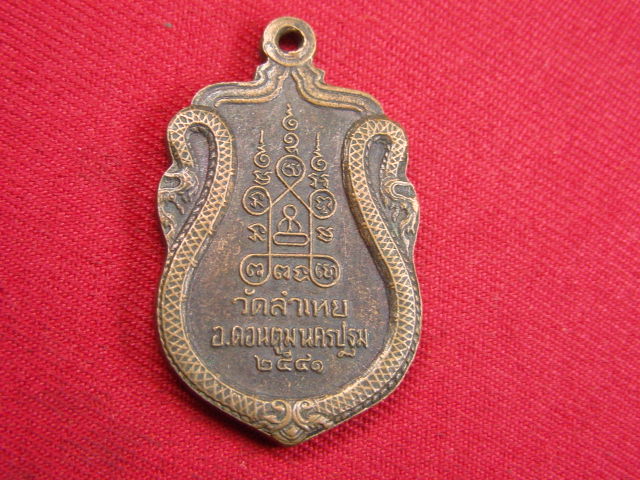 วัดลำเหย
อ.ดอนตูม นครปฐม
๒๕๔๑